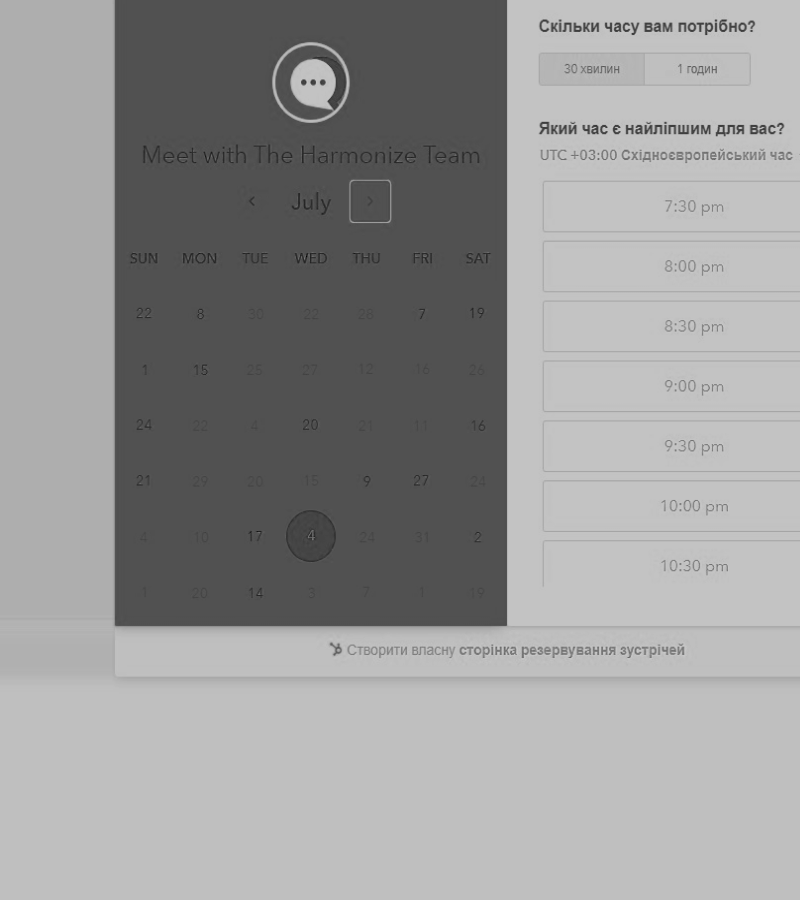 Meet with The Harmonize Team
July
SUN MON TUE WED THU FRI SAT
22 8 30 22 26 7 19
1 15 25 27 12 16 26
24 22 4 20 21 11 16
21 29 20 15 9 27 24
4 10 17 4 24 31 2
1 20 14 3 7 1 19
Скільки часу вам потрібно?
30 хвилин 1 годин
Який час є найліпшим для вас?
UTC +03:00 Східноєвропейський час
7:30 pm
8:00 pm
8:30 pm
9:00 pm
9:30 pm
10:00 pm
10:30 pm
Створити власну сторінка резервування зустрічей